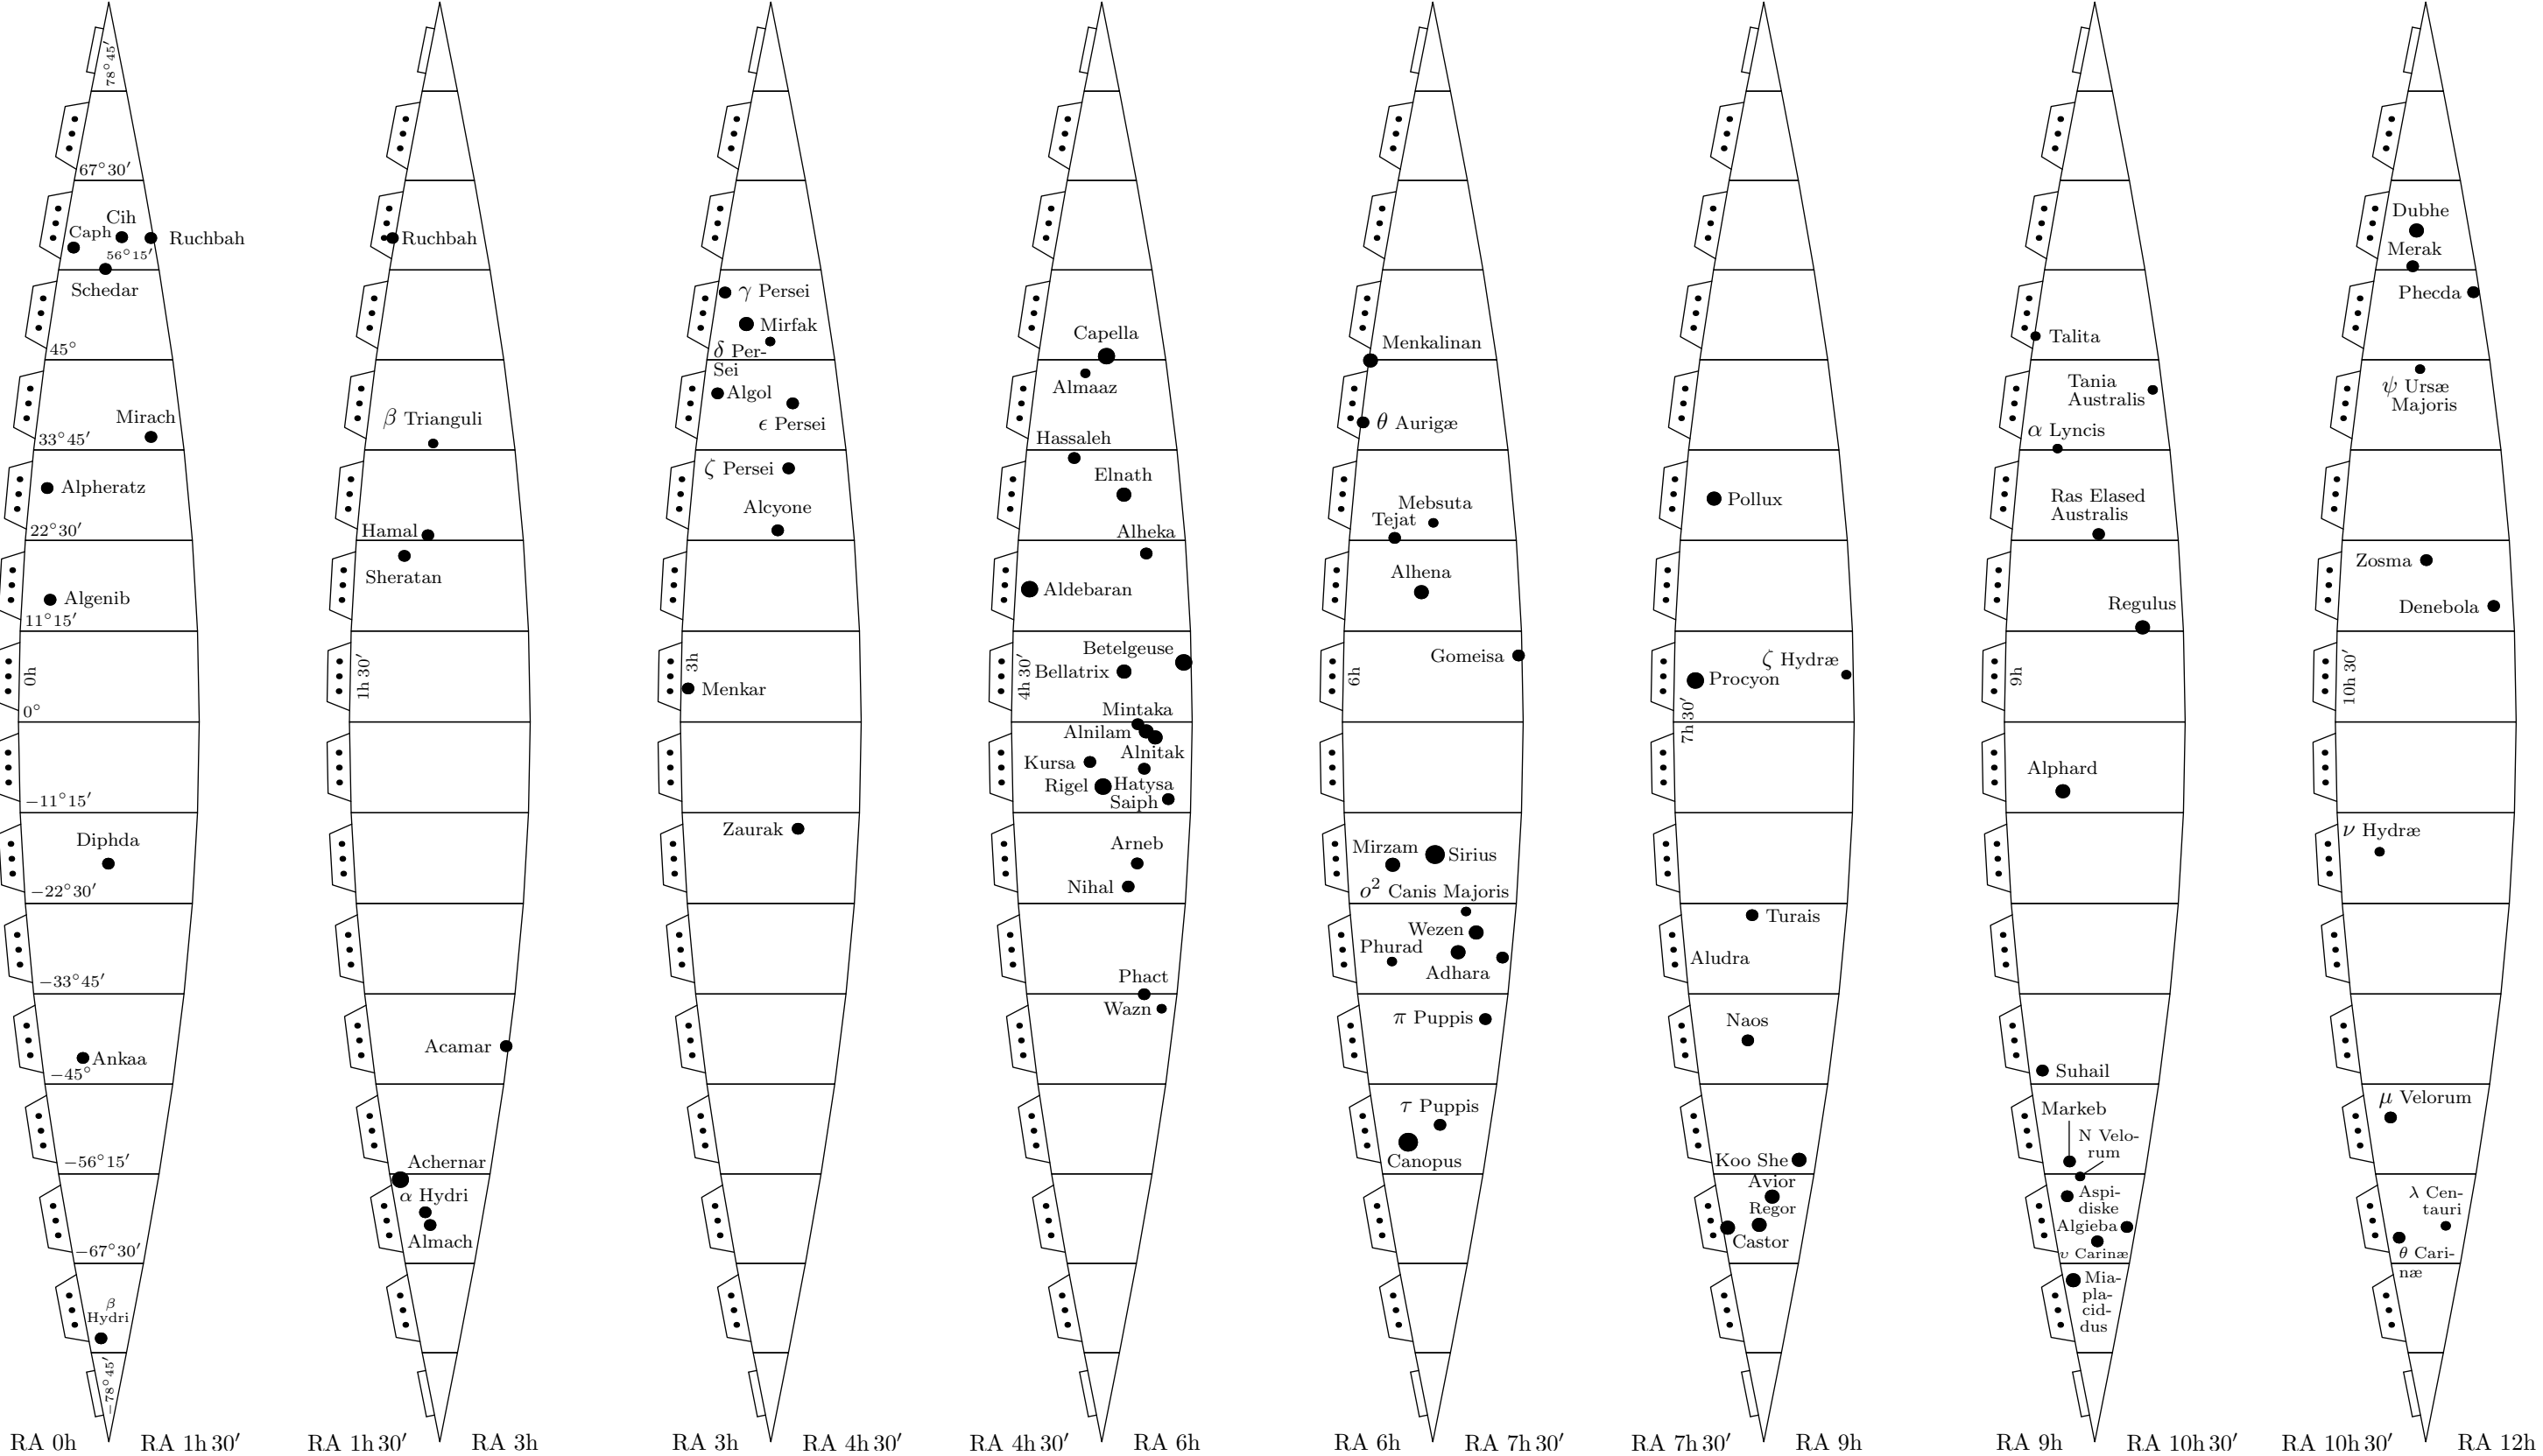 78°45′
67°30′
Cih
Caph
Ruchbah
56°15′
Schedar
45°
Mirach
33°45′
Alpheratz
22°30′
Algenib
11°15′
0h
0°
−11°15′
Diphda
−22°30′
−33°45′
Ankaa
−45°
−56°15′
−67°30′
β
Hydri
−78°45′
RA 0h
RA 1h 30′
Ruchbah
β Trianguli
Hamal
Sheratan
1h 30′
Acamar
Achernar
α Hydri
Almach
RA 1h 30′
RA 3h
γ Persei
Mirfak
δ Per-
Sei
Algol
ϵ Persei
ζ Persei
Alcyone
3h
Menkar
Zaurak
RA 3h
RA 4h 30′
Capella
Almaaz
Hassaleh
Elnath
Alheka
Aldebaran
Betelgeuse
Bellatrix
4h 30′
Mintaka
Alnilam
Alnitak
Kursa
Rigel
Hatysa
Saiph
Arneb
Nihal
Phact
Wazn
RA 4h 30′
RA 6h
Menkalinan
θ Aurigæ
Mebsuta
Tejat
Alhena
Gomeisa
6h
Mirzam
Sirius
ο² Canis Majoris
Wezen
Phurad
Adhara
π Puppis
τ Puppis
Canopus
RA 6h
RA 7h 30′
Pollux
ζ Hydræ
Procyon
7h 30′
Turais
Aludra
Naos
Koo She
Avior
Regor
Castor
RA 7h 30′
RA 9h
Talita
Tania
Australis
α Lyncis
Ras Elased
Australis
Regulus
9h
Alphard
Suhail
Markeb
N Velo-
rum
Aspi-
diske
Algieba
υ Carinæ
Mia-
pla-
cid-
dus
RA 9h
RA 10h 30′
Dubhe
Merak
Phecda
ψ Ursæ
Majoris
Zosma
Denebola
10h 30′
ν Hydræ
μ Velorum
λ Cen-
tauri
θ Cari-
næ
RA 10h 30′
RA 12h